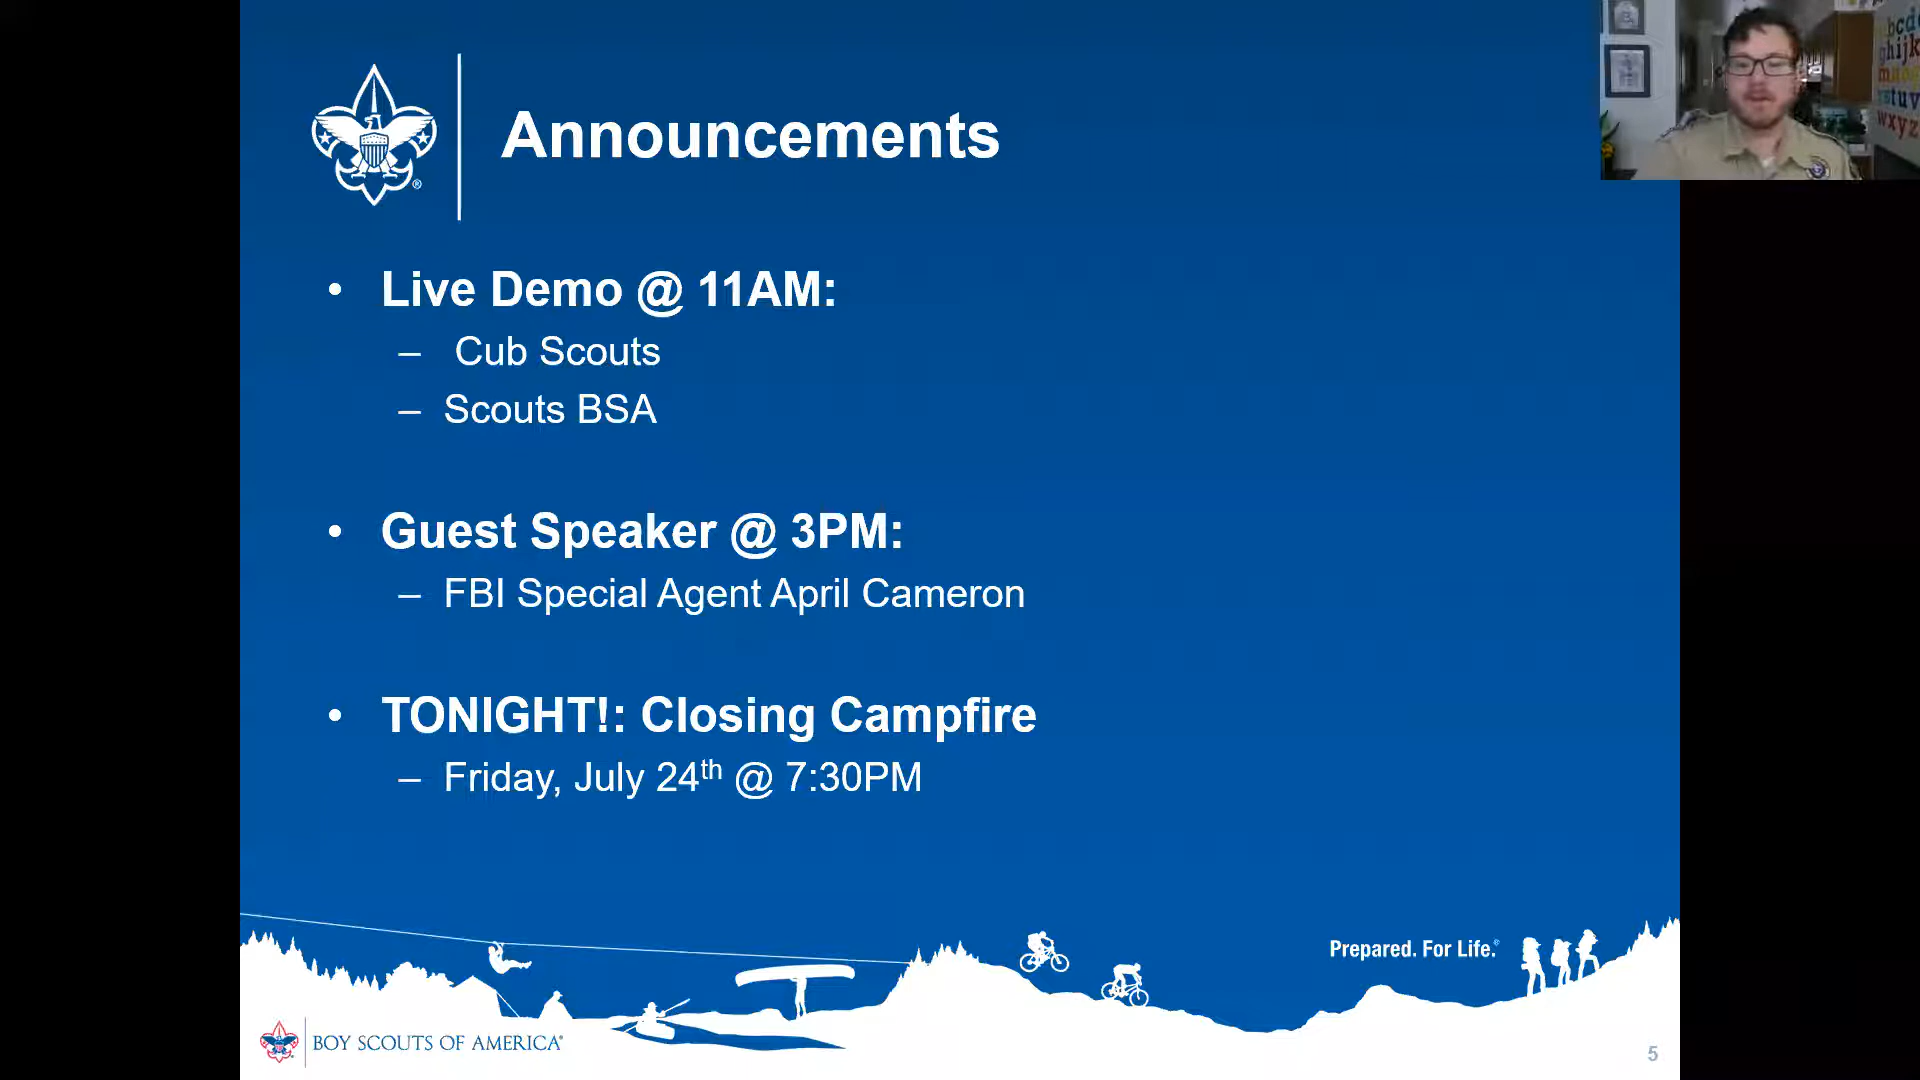 Announcements
• Live Demo @ 11AM:
– Cub Scouts
– Scouts BSA
• Guest Speaker @ 3PM:
– FBI Special Agent April Cameron
• TONIGHT!: Closing Campfire
– Friday, July 24th @ 7:30PM
Prepared. For Life.®
BOY SCOUTS OF AMERICA®
5